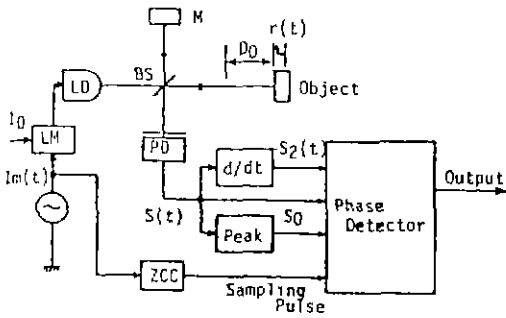 M
r(t)
D0
BS
LD
Object
I0
LM
PD
Im(t)
d/dt
S2(t)
S(t)
Peak
S0
Phase
Detector
Output
ZCC
Sampling
Pulse